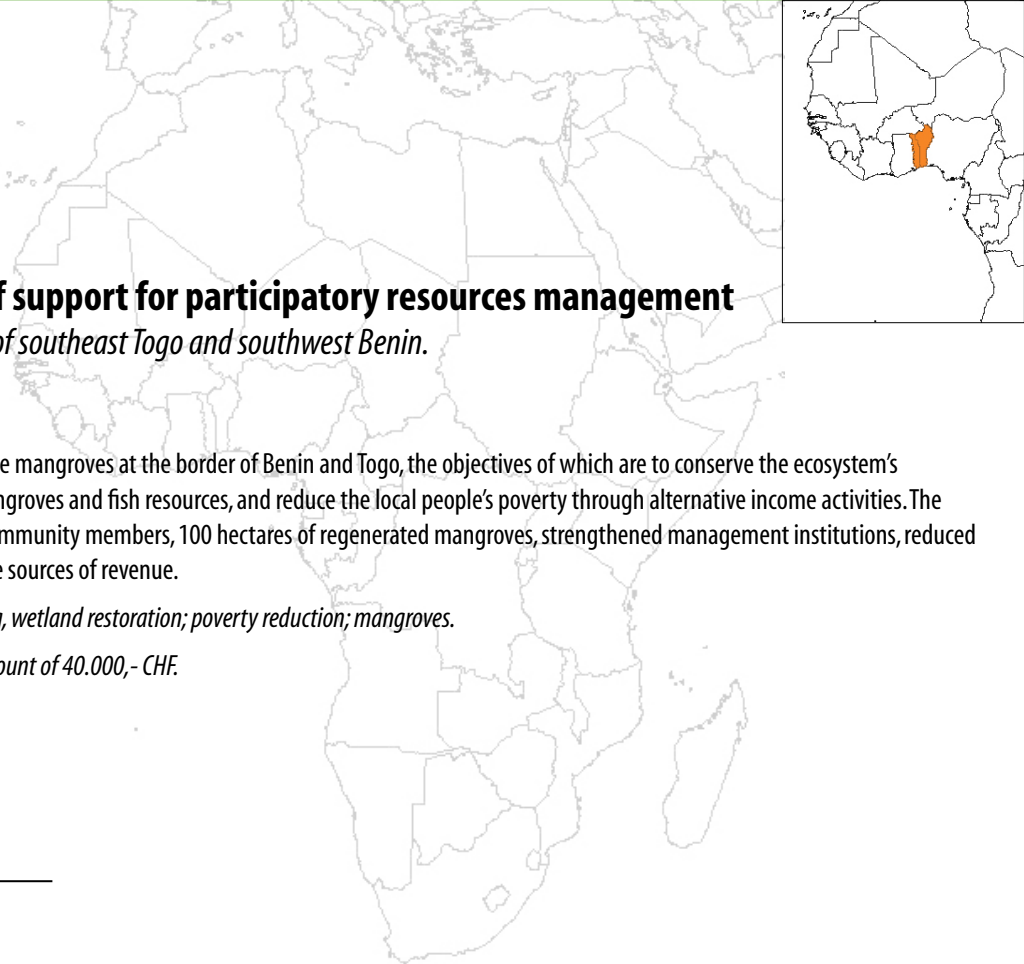 f support for participatory resources management
of southeast Togo and southwest Benin.
e mangroves at the border of Benin and Togo, the objectives of which are to conserve the ecosystem's
ngroves and fish resources, and reduce the local people's poverty through alternative income activities. The
mmunity members, 100 hectares of regenerated mangroves, strengthened management institutions, reduced
e sources of revenue.
, wetland restoration; poverty reduction; mangroves.
ount of 40.000,- CHF.